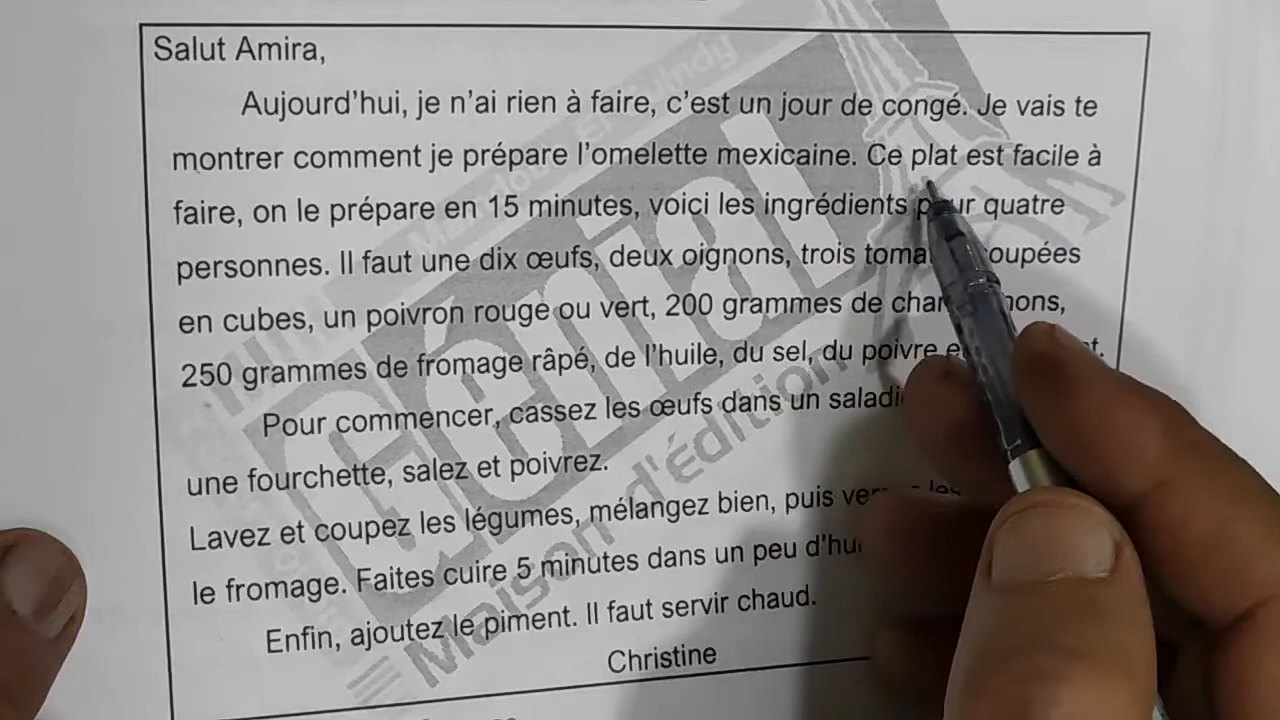 Salut Amira,
Aujourd'hui, je n'ai rien à faire, c'est un jour de congé. Je vais te
montrer comment je prépare l'omelette mexicaine. Ce plat est facile à
faire, on le prépare en 15 minutes, voici les ingrédients pour quatre
personnes. Il faut une dix œufs, deux oignons, trois
en cubes, un poivron rouge ou vert, 200 grammes de
250 grammes de fromage râpé, de l'huile, du sel, du poivre
Pour commencer, cassez les œufs dans un
une fourchette, salez et poivrez.
Lavez et coupez les légumes, mélangez bien, puis
le fromage. Faites cuire 5 minutes dans un peu
Enfin, ajoutez le piment. Il faut servir chaud.
Christine
Génial
Maison d'édition